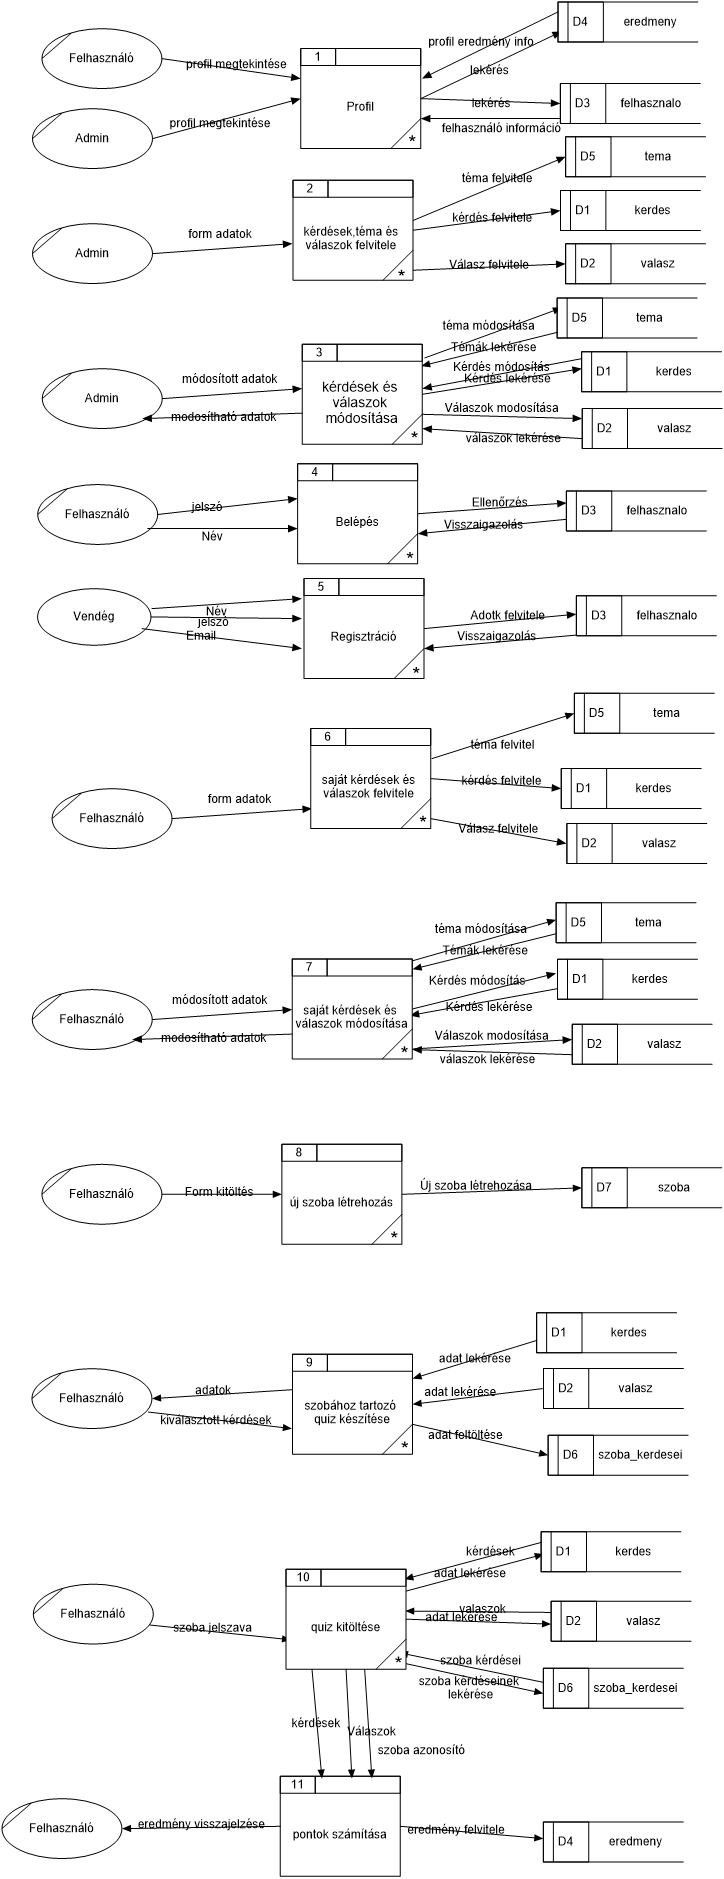 Felhasználó
profil megtekintése
Admin
profil megtekintése
1
Profil
*
profil eredmény info
lekérés
D4 eredmeny
lekérés
felhasználó információ
D3 felhasznalo
Admin
form adatok
2
kérdések,téma és
válaszok felvitele
*
téma felvitele
D5 tema
kérdés felvitele
D1 kerdes
Válasz felvitele
D2 valasz
Admin
módosított adatok
modosítható adatok
3
kérdések és
válaszok
módosítása
*
téma módosítása
Témák lekérése
D5 tema
Kérdés módosítás
Kérdés lekérése
D1 kerdes
Válaszok modosítása
válaszok lekérése
D2 valasz
Felhasználó
jelszó
Név
4
Belépés
*
Ellenőrzés
Visszaigazolás
D3 felhasznalo
Vendég
Név
jelszó
Email
5
Regisztráció
*
Adotk felvitele
Visszaigazolás
D3 felhasznalo
Felhasználó
form adatok
6
saját kérdések és
válaszok felvitele
*
téma felvitel
D5 tema
kérdés felvitele
D1 kerdes
Válasz felvitele
D2 valasz
Felhasználó
módosított adatok
modosítható adatok
7
saját kérdések és
válaszok módosítása
*
téma módosítása
Témák lekérése
D5 tema
Kérdés módosítás
Kérdés lekérése
D1 kerdes
Válaszok modosítása
válaszok lekérése
D2 valasz
Felhasználó
Form kitöltés
8
új szoba létrehozás
*
Új szoba létrehozása
D7 szoba
Felhasználó
adatok
kiválasztott kérdések
9
szobához tartozó
quiz készítése
*
adat lekérése
D1 kerdes
adat lekérése
D2 valasz
adat feltöltése
D6 szoba_kerdesei
Felhasználó
szoba jelszava
10
quiz kitöltése
*
kérdések
adat lekérése
D1 kerdes
valaszok
adat lekérése
D2 valasz
szoba kérdései
szoba kérdéseinek
lekérése
D6 szoba_kerdesei
kérdések
Válaszok
szoba azonosító
Felhasználó
eredmény visszajelzése
11
pontok számítása
eredmény felvitele
D4 eredmeny